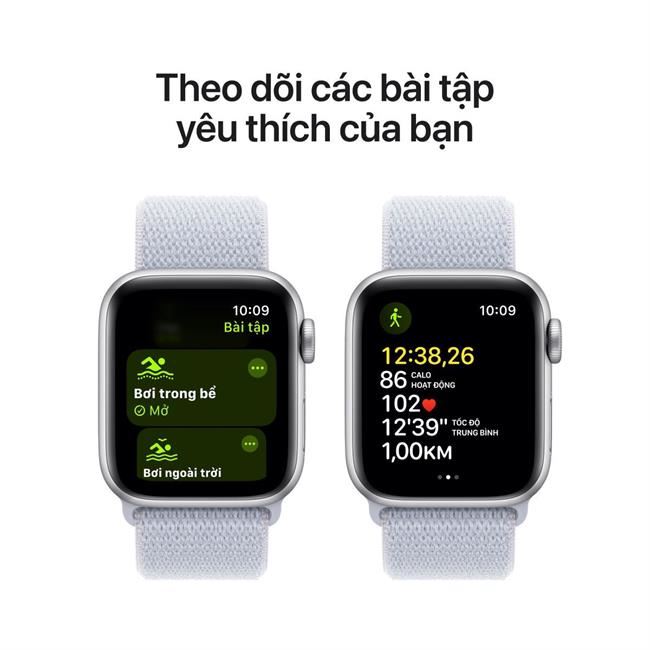 Theo dõi các bài tập
yêu thích của bạn
10:09
Bài tập
Bơi trong bể
Mở
Bơi ngoài trời
10:09
12:38,26
86 CALO
HOẠT ĐỘNG
102
12'39" TỐC ĐỘ
TRUNG BÌNH
1,00KM